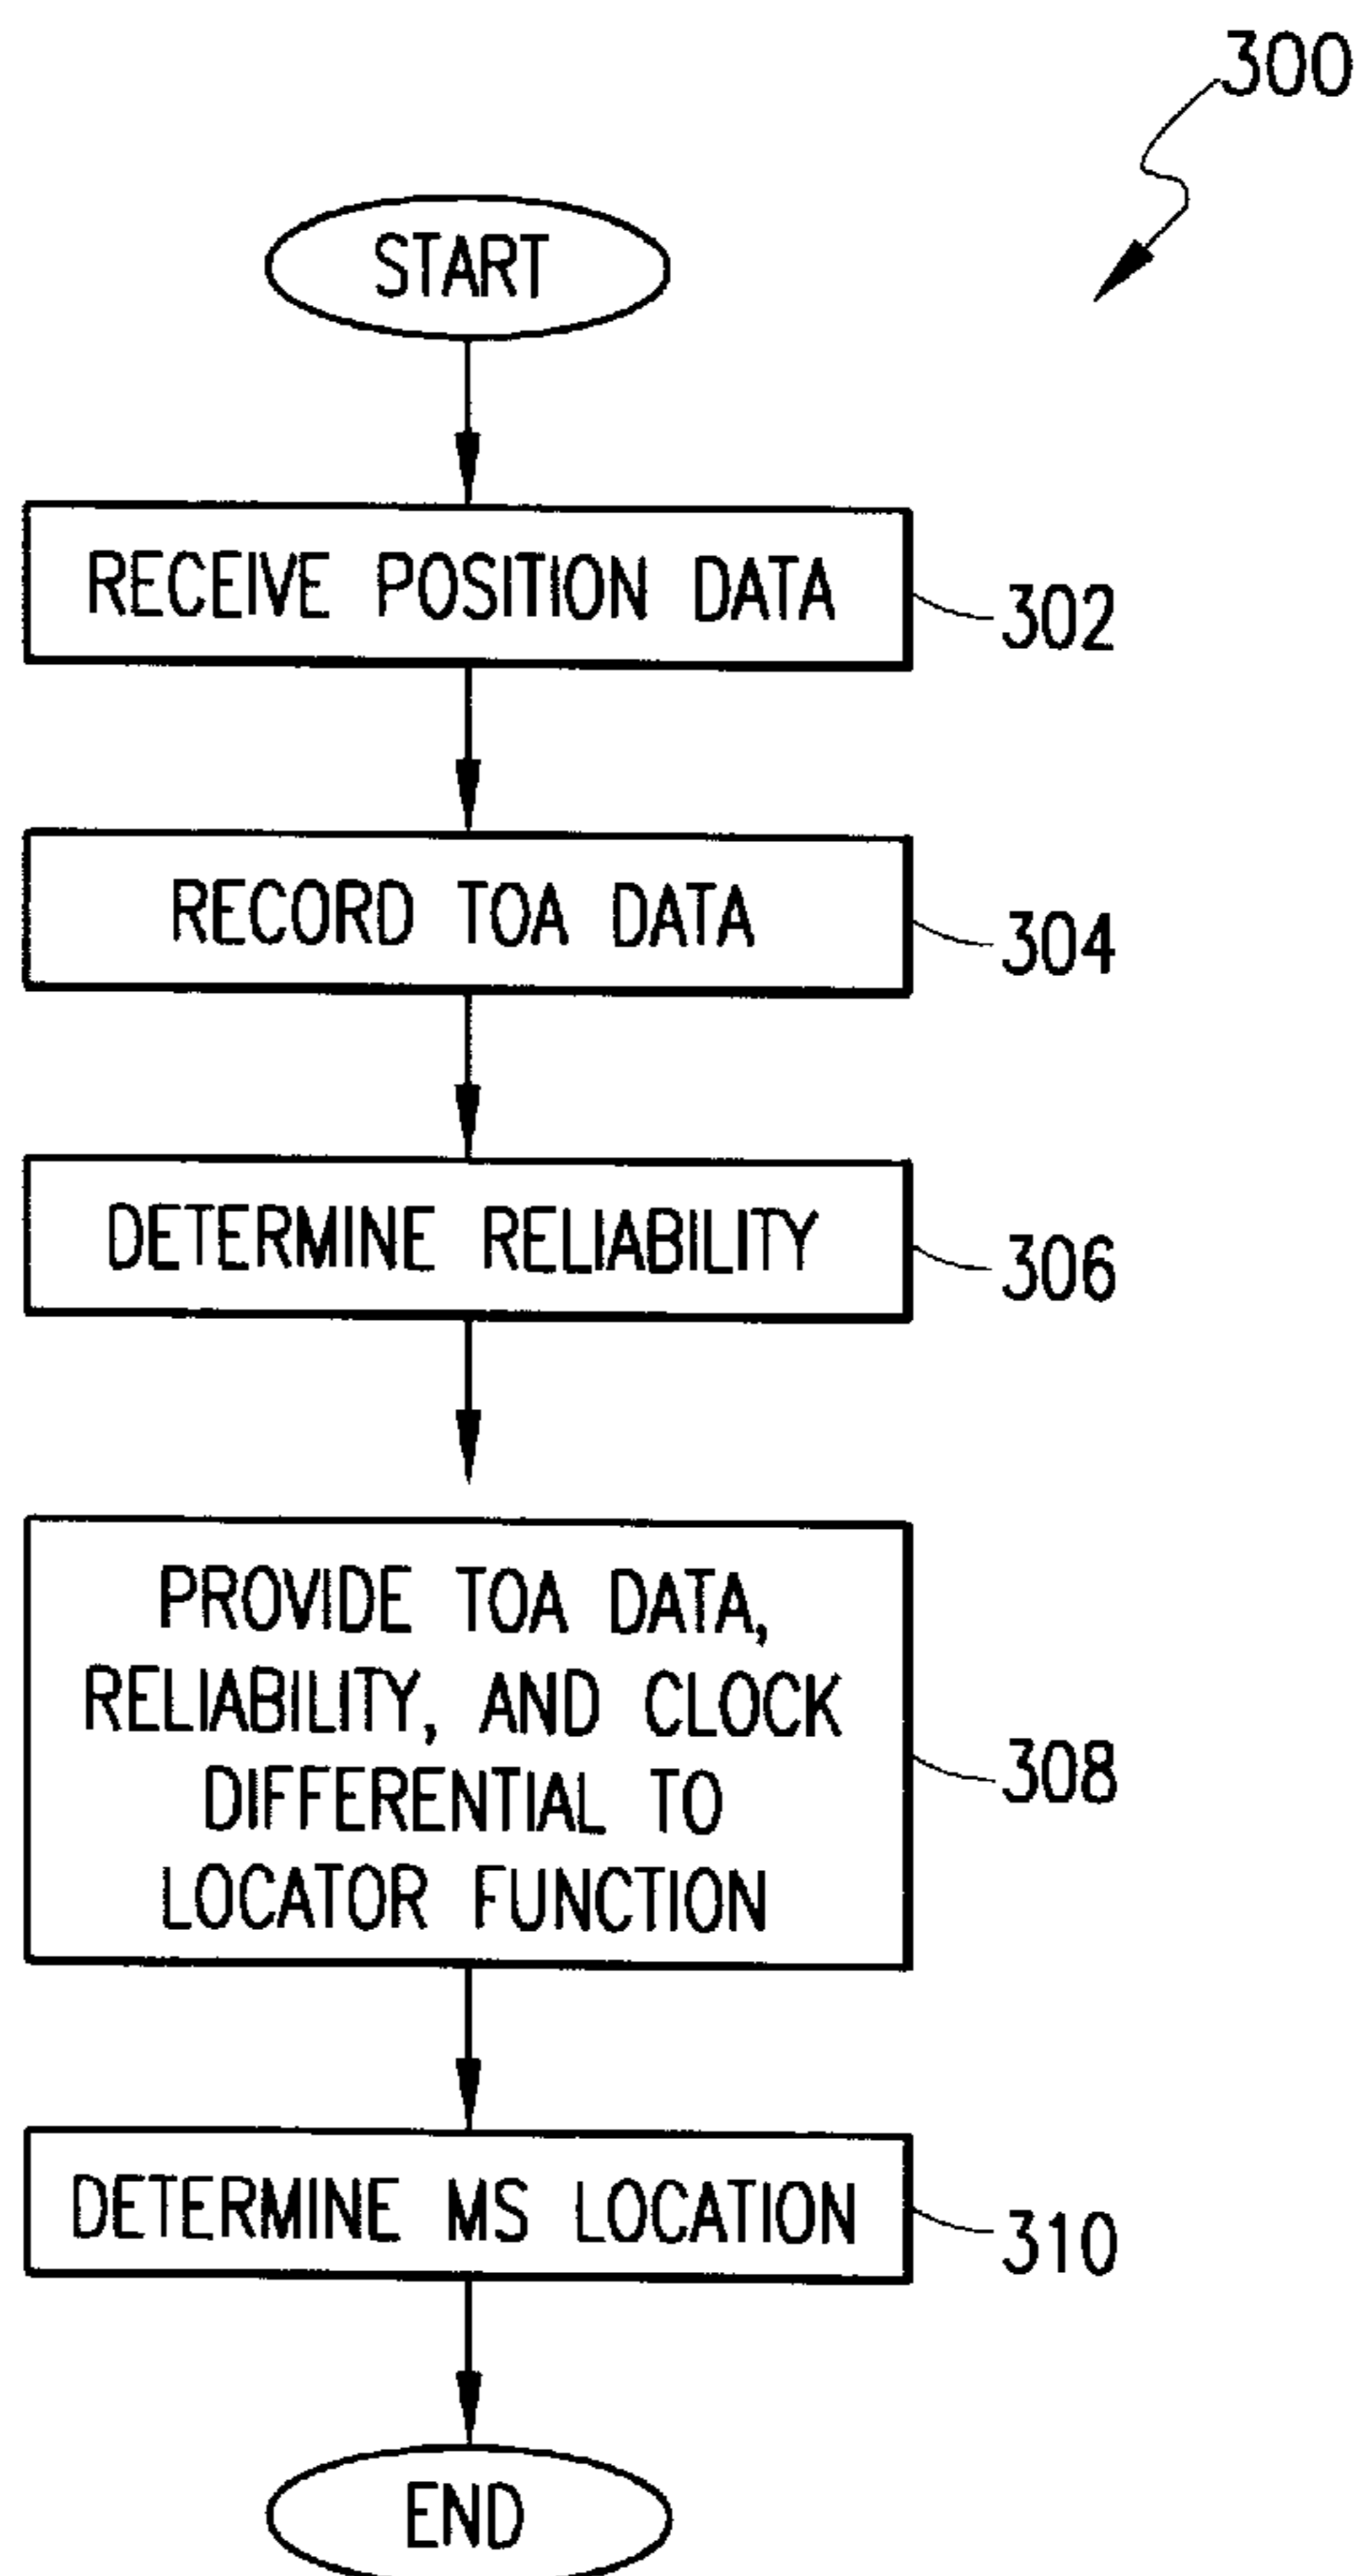 300
START
RECEIVE POSITION DATA
302
RECORD TOA DATA
304
DETERMINE RELIABILITY
306
PROVIDE TOA DATA,
RELIABILITY, AND CLOCK
DIFFERENTIAL TO
LOCATOR FUNCTION
308
DETERMINE MS LOCATION
310
END